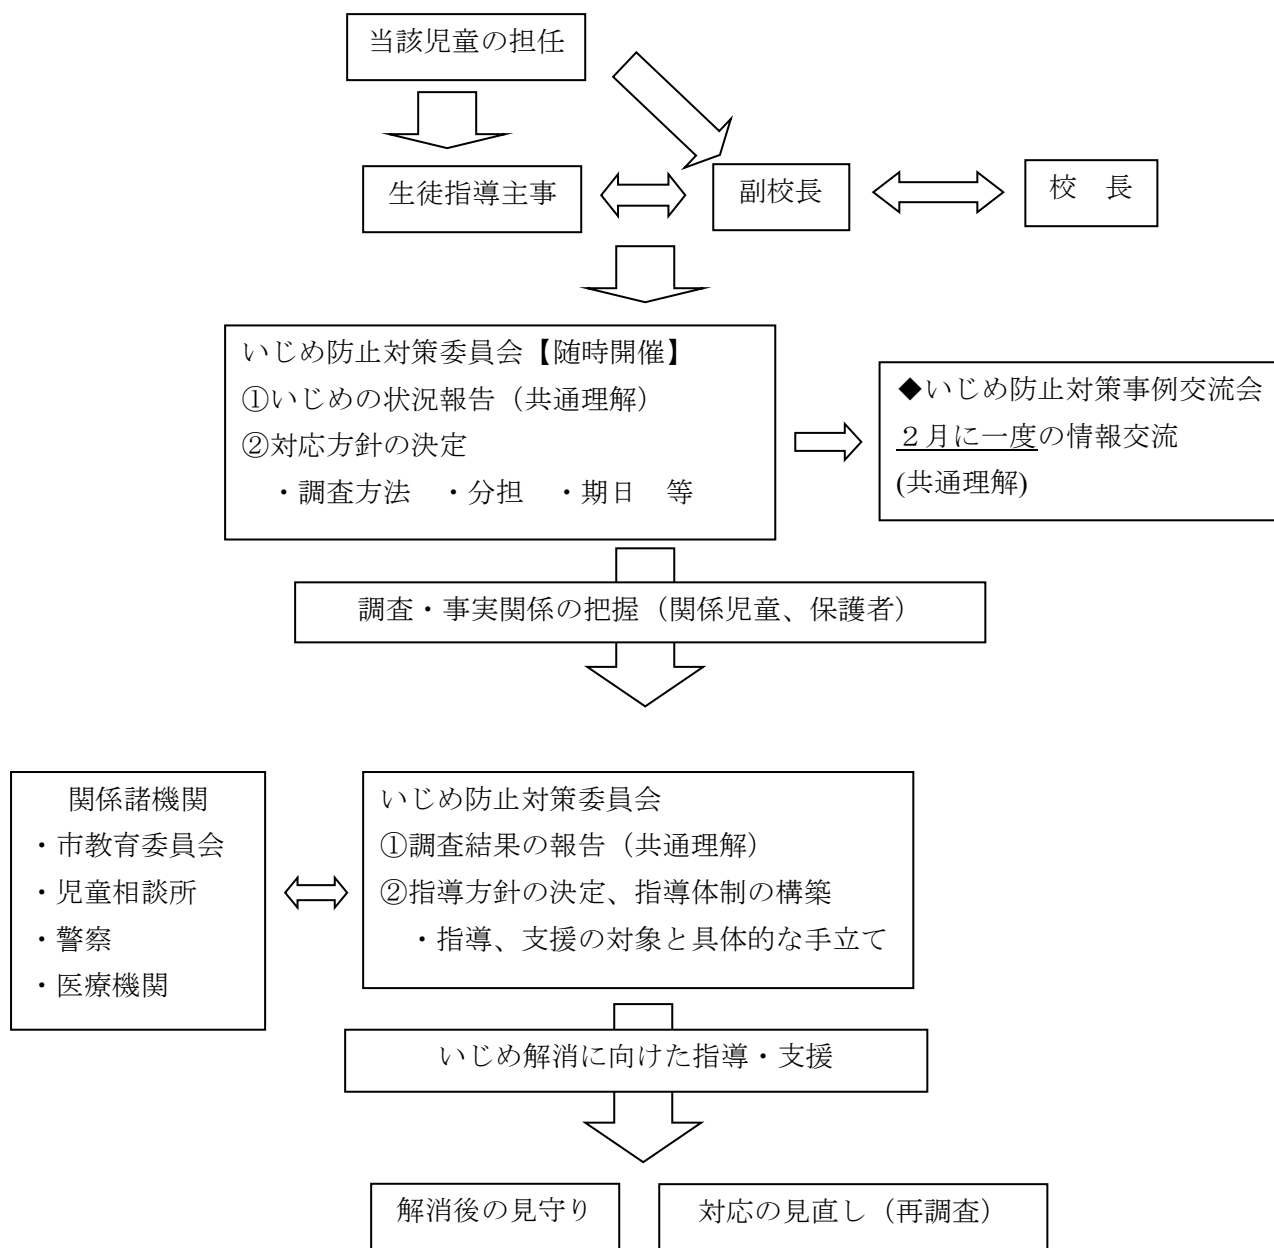 当該児童の担任
生徒指導主事
副校長
校　長
いじめ防止対策委員会【随時開催】
①いじめの状況報告（共通理解）
②対応方針の決定
・調査方法　・分担　・期日　等
◆いじめ防止対策事例交流会
２月に一度の情報交流
(共通理解)
調査・事実関係の把握（関係児童、保護者）
関係諸機関
・市教育委員会
・児童相談所
・警察
・医療機関
いじめ防止対策委員会
①調査結果の報告（共通理解）
②指導方針の決定、指導体制の構築
・指導、支援の対象と具体的な手立て
いじめ解消に向けた指導・支援
解消後の見守り
対応の見直し（再調査）